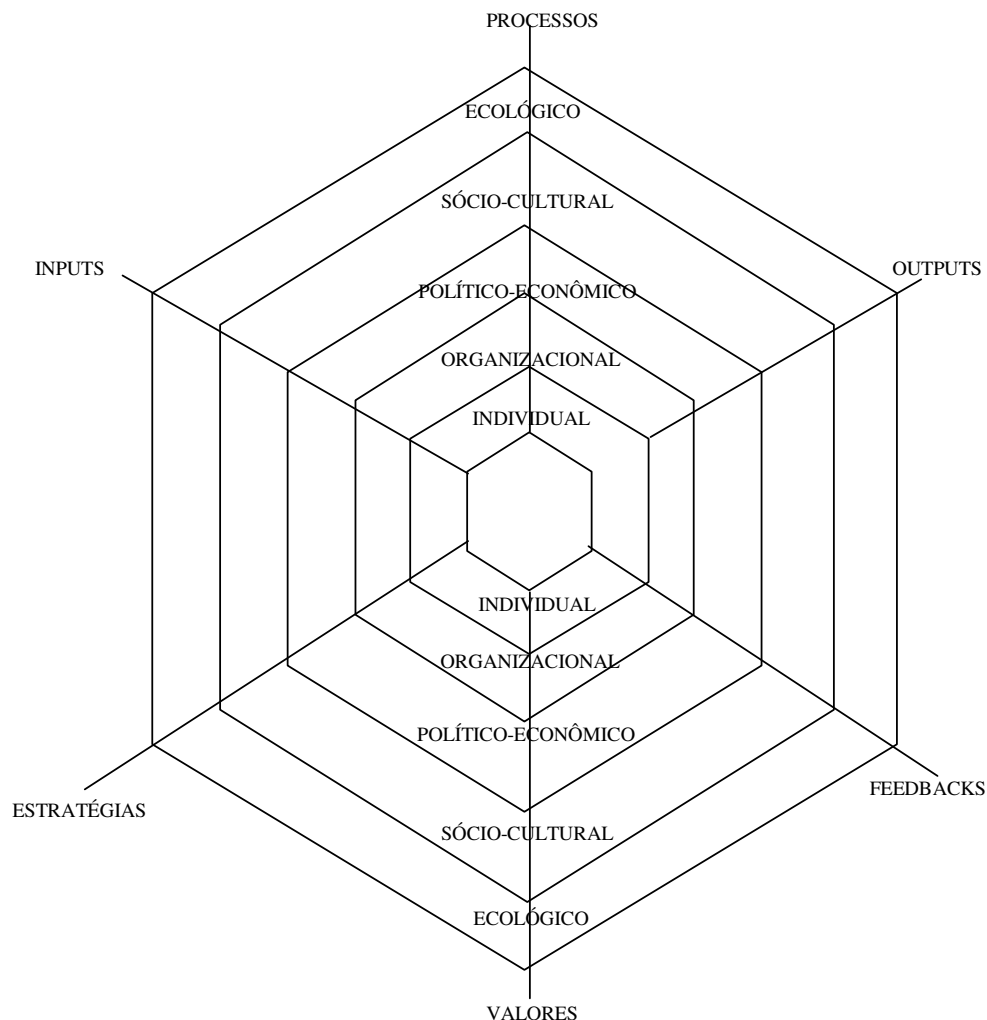 PROCESSOS
ECOLÓGICO
SÓCIO-CULTURAL
INPUTS
OUTPUTS
POLÍTICO-ECONÔMICO
ORGANIZACIONAL
INDIVIDUAL
INDIVIDUAL
ORGANIZACIONAL
POLÍTICO-ECONÔMICO
FEEDBACKS
ESTRATÉGIAS
SÓCIO-CULTURAL
ECOLÓGICO
VALORES